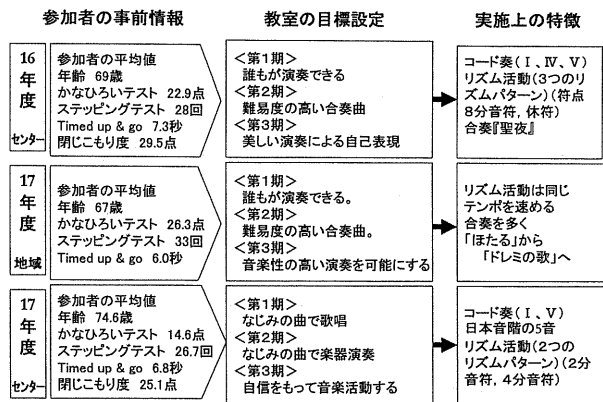 参加者の事前情報
教室の目標設定
実施上の特徴
16
年
度
センター
参加者の平均値
年齢 69歳
かなひろいテスト 22.9点
ステッピングテスト 28回
Timed up & go 7.3秒
閉じこもり度 29.5点
<第1期>
誰もが演奏できる
<第2期>
難易度の高い合奏曲
<第3期>
美しい演奏による自己表現
コード奏(Ⅰ、Ⅳ、Ⅴ)
リズム活動(3つのリ
ズムパターン)(符点
8分音符, 休符)
合奏『聖夜』
17
年
度
地域
参加者の平均値
年齢 67歳
かなひろいテスト 26.3点
ステッピングテスト 33回
Timed up & go 6.0秒
<第1期>
誰もが演奏できる。
<第2期>
難易度の高い合奏曲。
<第3期>
音楽性の高い演奏を可能にする
リズム活動は同じ
テンポを速める
合奏を多く
「ほたる」から
「ドレミの歌」へ
17
年
度
センター
参加者の平均値
年齢 74.6歳
かなひろいテスト 14.6点
ステッピングテスト 26.7回
Timed up & go 6.8秒
閉じこもり度 25.1点
<第1期>
なじみの曲で歌唱
<第2期>
なじみの曲で楽器演奏
<第3期>
自信をもって音楽活動する
コード奏(Ⅰ、Ⅴ)
日本音階の5音
リズム活動(2つの
リズムパターン)(2分
音符, 4分音符)